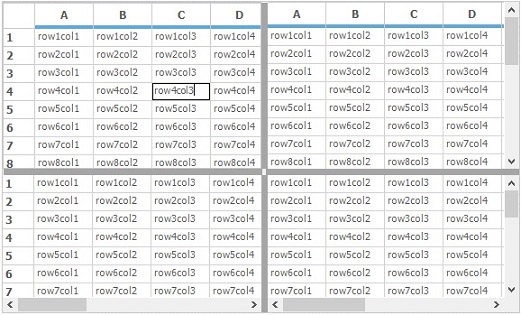 A B C D A B C D
1 row1col1 row1col2 row1col3 row1col4 row1col1 row1col2 row1col3 row1col4
2 row2col1 row2col2 row2col3 row2col4 row2col1 row2col2 row2col3 row2col4
3 row3col1 row3col2 row3col3 row3col4 row3col1 row3col2 row3col3 row3col4
4 row4col1 row4col2 row4col3 row4col4 row4col1 row4col2 row4col3 row4col4
5 row5col1 row5col2 row5col3 row5col4 row5col1 row5col2 row5col3 row5col4
6 row6col1 row6col2 row6col3 row6col4 row6col1 row6col2 row6col3 row6col4
7 row7col1 row7col2 row7col3 row7col4 row7col1 row7col2 row7col3 row7col4
8 row8col1 row8col2 row8col3 row8col4 row8col1 row8col2 row8col3 row8col4
1 row1col1 row1col2 row1col3 row1col4 row1col1 row1col2 row1col3 row1col4
2 row2col1 row2col2 row2col3 row2col4 row2col1 row2col2 row2col3 row2col4
3 row3col1 row3col2 row3col3 row3col4 row3col1 row3col2 row3col3 row3col4
4 row4col1 row4col2 row4col3 row4col4 row4col1 row4col2 row4col3 row4col4
5 row5col1 row5col2 row5col3 row5col4 row5col1 row5col2 row5col3 row5col4
6 row6col1 row6col2 row6col3 row6col4 row6col1 row6col2 row6col3 row6col4
7 row7col1 row7col2 row7col3 row7col4 row7col1 row7col2 row7col3 row7col4